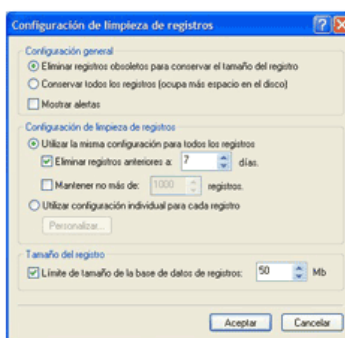 Configuración de limpieza de registros
Configuración general
Eliminar registros obsoletos para conservar el tamaño del registro
Conservar todos los registros (ocupa más espacio en el disco)
Mostrar alertas
Configuración de limpieza de registros
Utilizar la misma configuración para todos los registros
Eliminar registros anteriores a: 7 días.
Mantener no más de: 1000 registros.
Utilizar configuración individual para cada registro
Personalizar...
Tamaño del registro
Límite de tamaño de la base de datos de registros: 50 Mb
Aceptar Cancelar